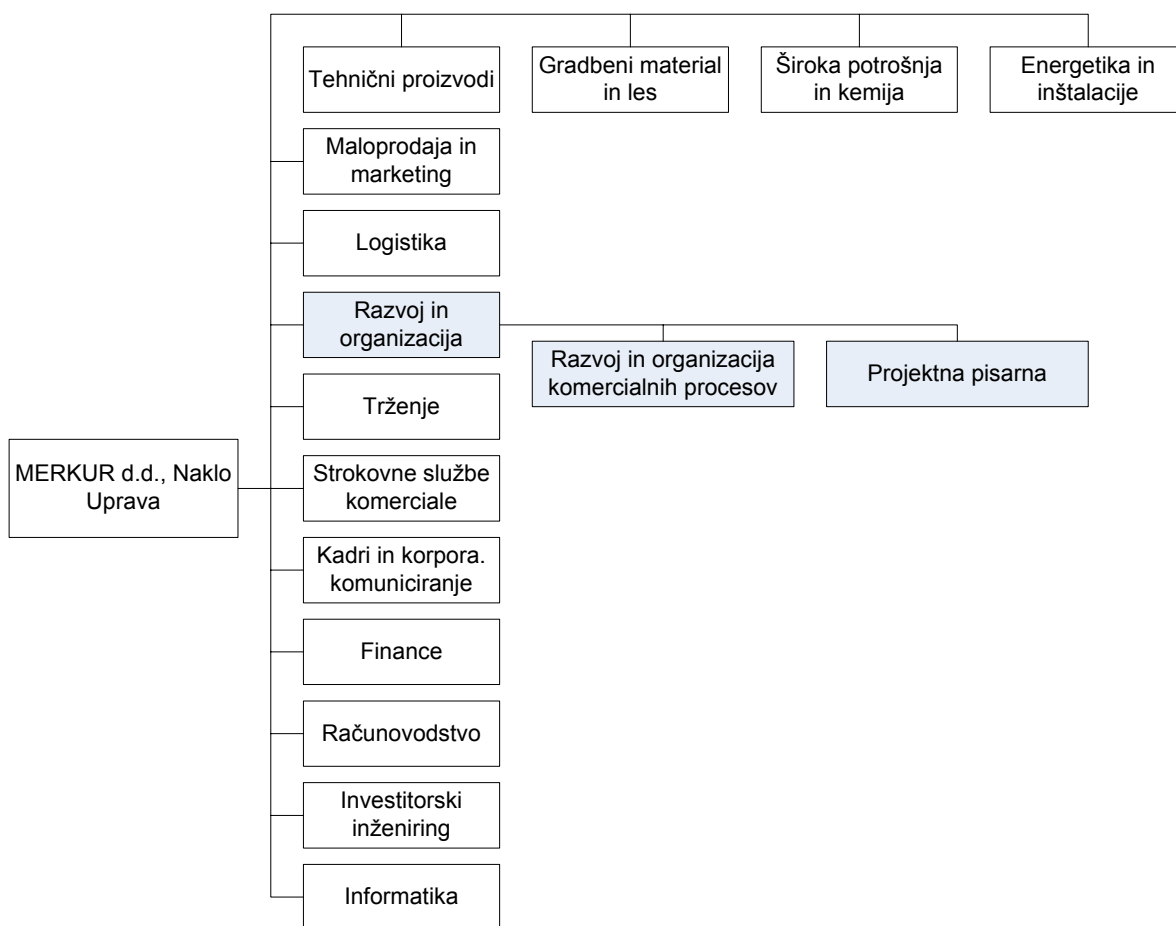 Tehnični proizvodi
Gradbeni material
in les
Široka potrošnja
in kemija
Energetika in
inštalacije
Maloprodaja in
marketing
Logistika
Razvoj in
organizacija
Razvoj in organizacija
komercialnih procesov
Projektna pisarna
Trženje
MERKUR d.d., Naklo
Uprava
Strokovne službe
komerciale
Kadri in korpora.
komuniciranje
Finance
Računovodstvo
Investitorski
inženiring
Informatika